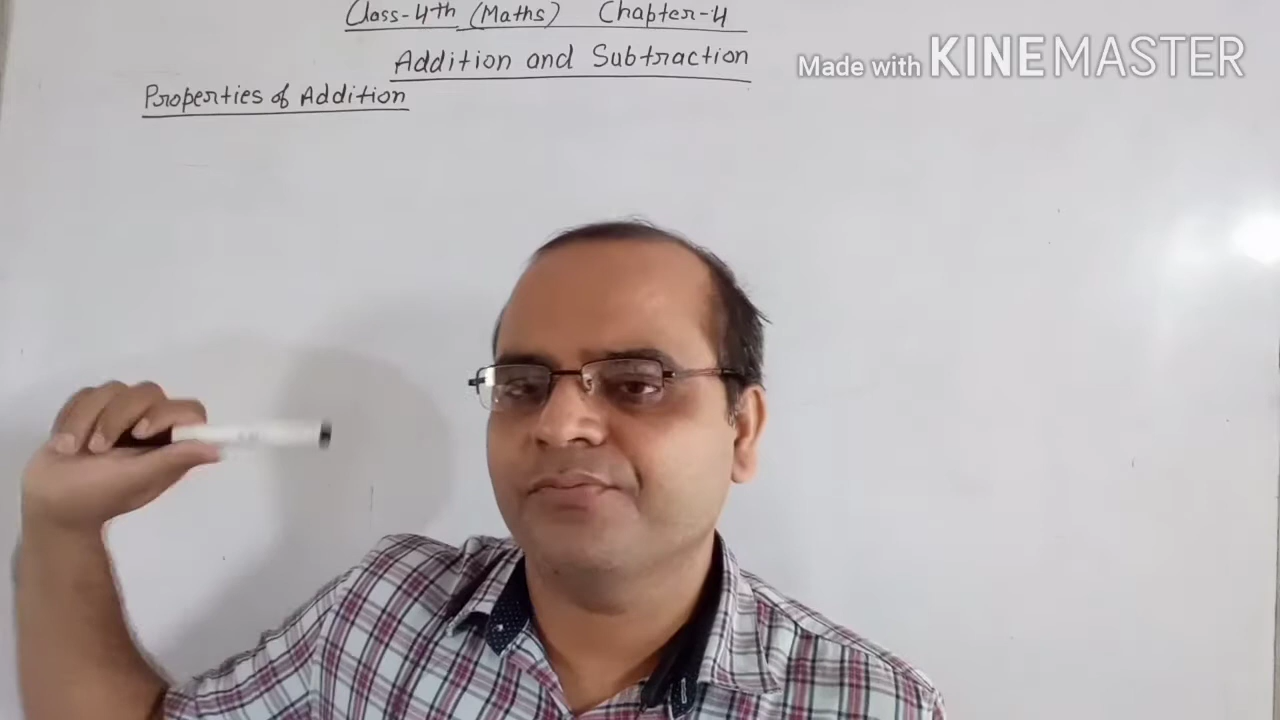 Class-4th (Maths) Chapter-4
Made with KINEMASTER
Addition and Subtraction
Properties of Addition